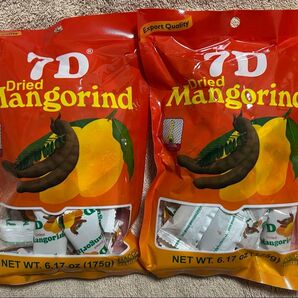 7D®
Dried
Mangorind
NET WT. 6.17 oz (175g)
Export Quality
7D
Dried
Mangorind
Mangorind
NET WT. 6.17 oz